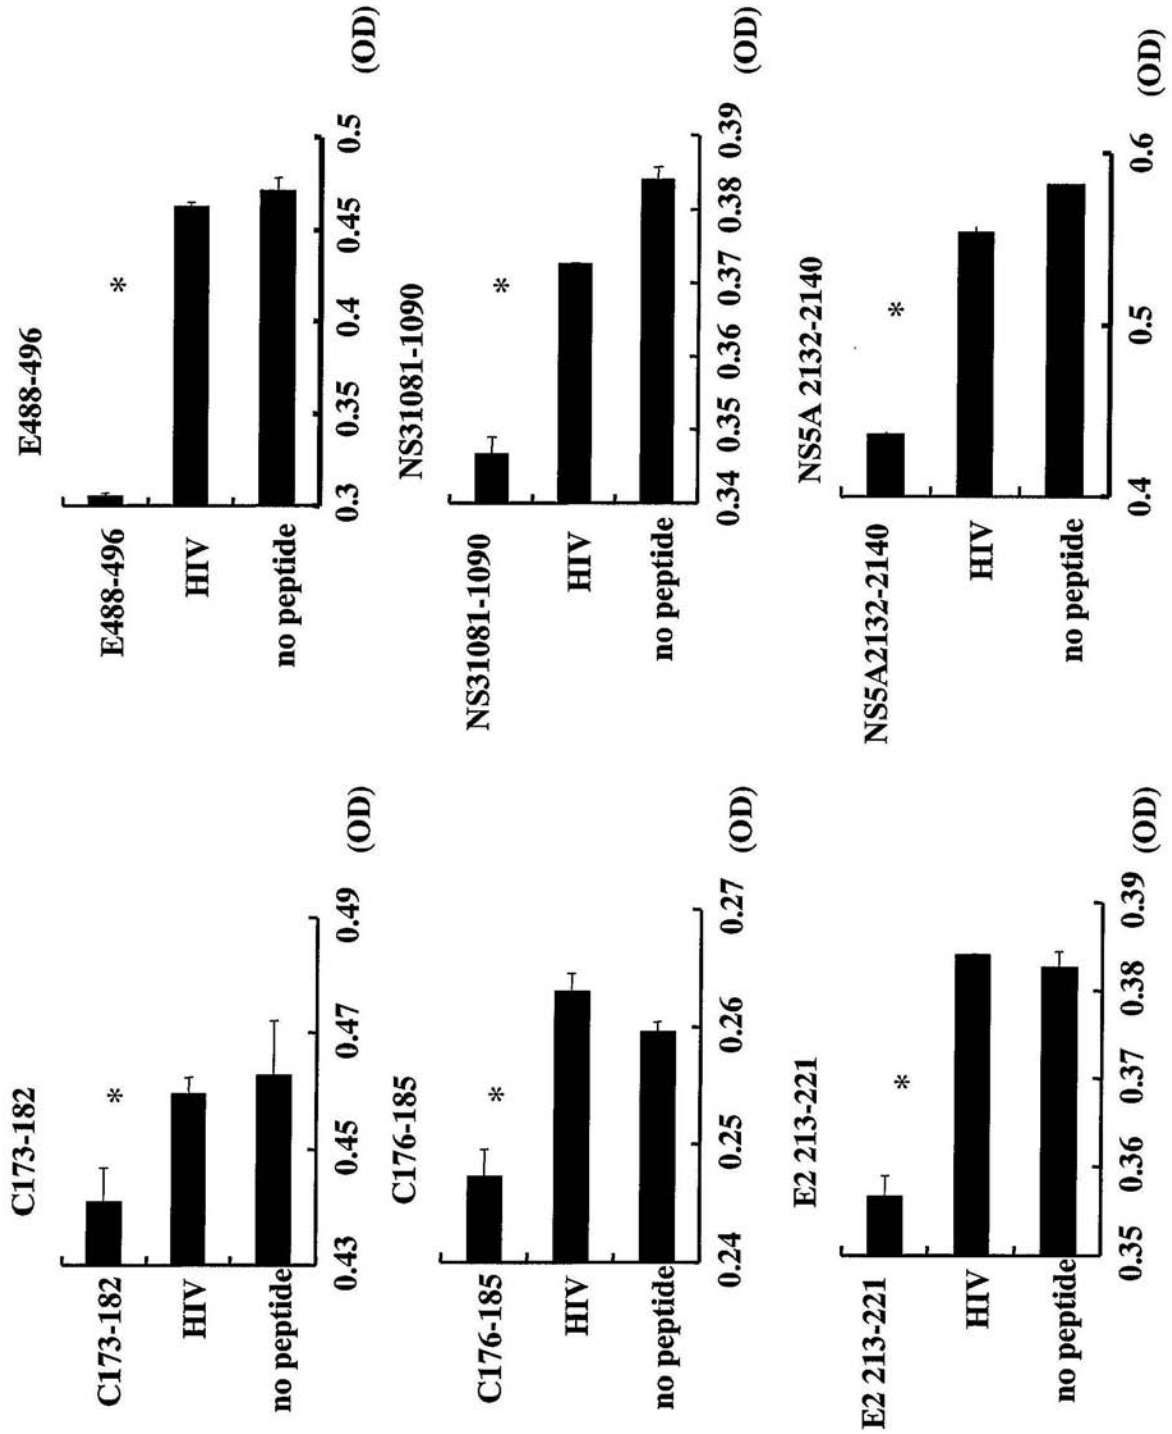 C173-182
C173-182
*
HIV
no peptide
0.43 0.45 0.47 0.49
(OD)
E488-496
E488-496
*
HIV
no peptide
0.3 0.35 0.4 0.45 0.5
(OD)
C176-185
C176-185
*
HIV
no peptide
0.24 0.25 0.26 0.27
(OD)
NS31081-1090
NS31081-1090
*
HIV
no peptide
0.34 0.35 0.36 0.37 0.38 0.39
(OD)
E2 213-221
E2 213-221
*
HIV
no peptide
0.35 0.36 0.37 0.38 0.39
(OD)
NS5A 2132-2140
NS5A2132-2140
*
HIV
no peptide
0.4 0.5 0.6
(OD)